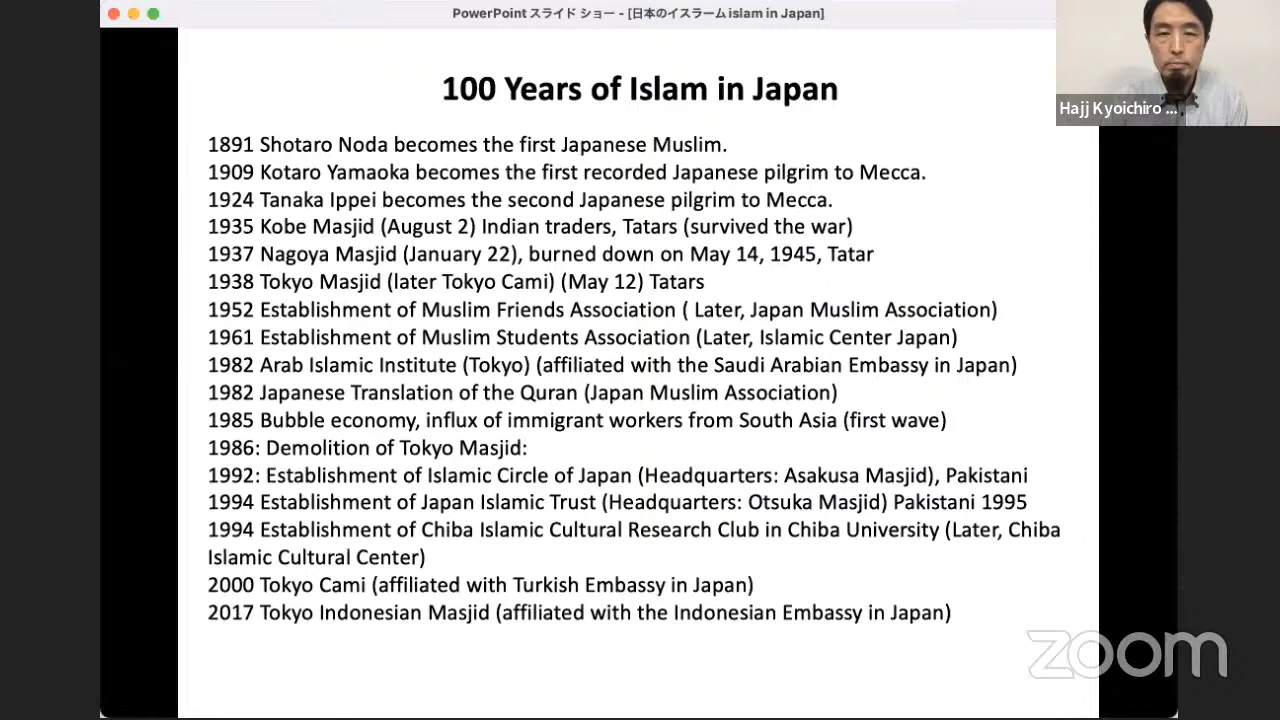 PowerPoint スライド ショー - [日本のイスラーム islam in Japan]
Hajj Kyoichiro ...
100 Years of Islam in Japan
1891 Shotaro Noda becomes the first Japanese Muslim.
1909 Kotaro Yamaoka becomes the first recorded Japanese pilgrim to Mecca.
1924 Tanaka Ippei becomes the second Japanese pilgrim to Mecca.
1935 Kobe Masjid (August 2) Indian traders, Tatars (survived the war)
1937 Nagoya Masjid (January 22), burned down on May 14, 1945, Tatar
1938 Tokyo Masjid (later Tokyo Cami) (May 12) Tatars
1952 Establishment of Muslim Friends Association ( Later, Japan Muslim Association)
1961 Establishment of Muslim Students Association (Later, Islamic Center Japan)
1982 Arab Islamic Institute (Tokyo) (affiliated with the Saudi Arabian Embassy in Japan)
1982 Japanese Translation of the Quran (Japan Muslim Association)
1985 Bubble economy, influx of immigrant workers from South Asia (first wave)
1986: Demolition of Tokyo Masjid:
1992: Establishment of Islamic Circle of Japan (Headquarters: Asakusa Masjid), Pakistani
1994 Establishment of Japan Islamic Trust (Headquarters: Otsuka Masjid) Pakistani 1995
1994 Establishment of Chiba Islamic Cultural Research Club in Chiba University (Later, Chiba
Islamic Cultural Center)
2000 Tokyo Cami (affiliated with Turkish Embassy in Japan)
2017 Tokyo Indonesian Masjid (affiliated with the Indonesian Embassy in Japan)
zoom